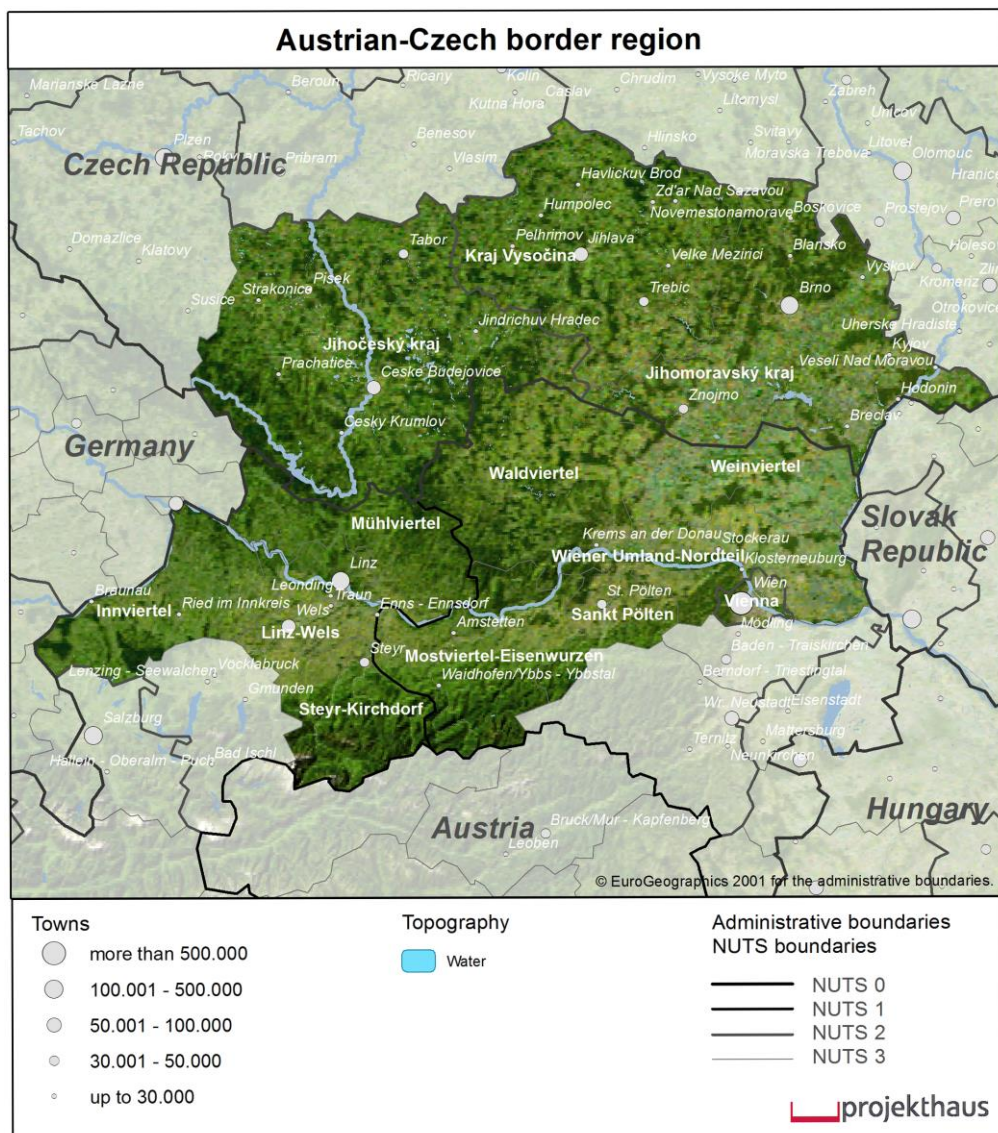 Austrian-Czech border region
Marianske Lazne
Beroun
Ricany
Kolin
Chrudim
Vysoke Myto
Zabreh
Kutna Hora
Caslav
Litomysl
Unicov
Tachov
Plzen
Benesov
Hlinsko
Svitavy
Litovel
Czech Republic
Pribram
Vlasim
Moravska Trebova
Olomouc
Hranice
Havlickuv Brod
Zd'ar Nad Sazavou
Humpolec
Novemestonamorave
Boskovice
Prostejov
Prerov
Domazlice
Klatovy
Tabor
Pelhrimov
Jihlava
Kraj Vysočina
Velke Mezirici
Blansko
Holesov
Vyskov
Kromeriz
Zlin
Susice
Strakonice
Pisek
Trebic
Brno
Otrokovice
Jindrichuv Hradec
Uherske Hradiste
Jihočeský kraj
Kyjov
Prachatice
Ceske Budejovice
Jihomoravský kraj
Veseli Nad Moravou
Znojmo
Hodonin
Cesky Krumlov
Breclav
Germany
Waldviertel
Weinviertel
Mühlviertel
Slovak
Republic
Krems an der Donau
Stockerau
Wiener Umland-Nordteil
Klosterneuburg
Linz
Braunau
Leonding
Traun
Wien
St. Pölten
Innviertel
Ried im Innkreis
Wels
Enns - Ennsdorf
Vienna
Linz-Wels
Amstetten
Sankt Pölten
Mödling
Steyr
Mostviertel-Eisenwurzen
Baden - Traiskirchen
Lenzing - Seewalchen
Vöcklabruck
Waidhofen/Ybbs - Ybbstal
Berndorf - Triestingtal
Gmunden
Steyr-Kirchdorf
Wr. Neustadt
Eisenstadt
Salzburg
Ternitz
Mattersburg
Hallein - Oberalm - Puch
Bad Ischl
Neunkirchen
Austria
Bruck/Mur - Kapfenberg
Hungary
Leoben
© EuroGeographics 2001 for the administrative boundaries.
Towns
more than 500.000
100.001 - 500.000
50.001 - 100.000
30.001 - 50.000
up to 30.000
Topography
Water
Administrative boundaries
NUTS boundaries
NUTS 0
NUTS 1
NUTS 2
NUTS 3
projekthaus